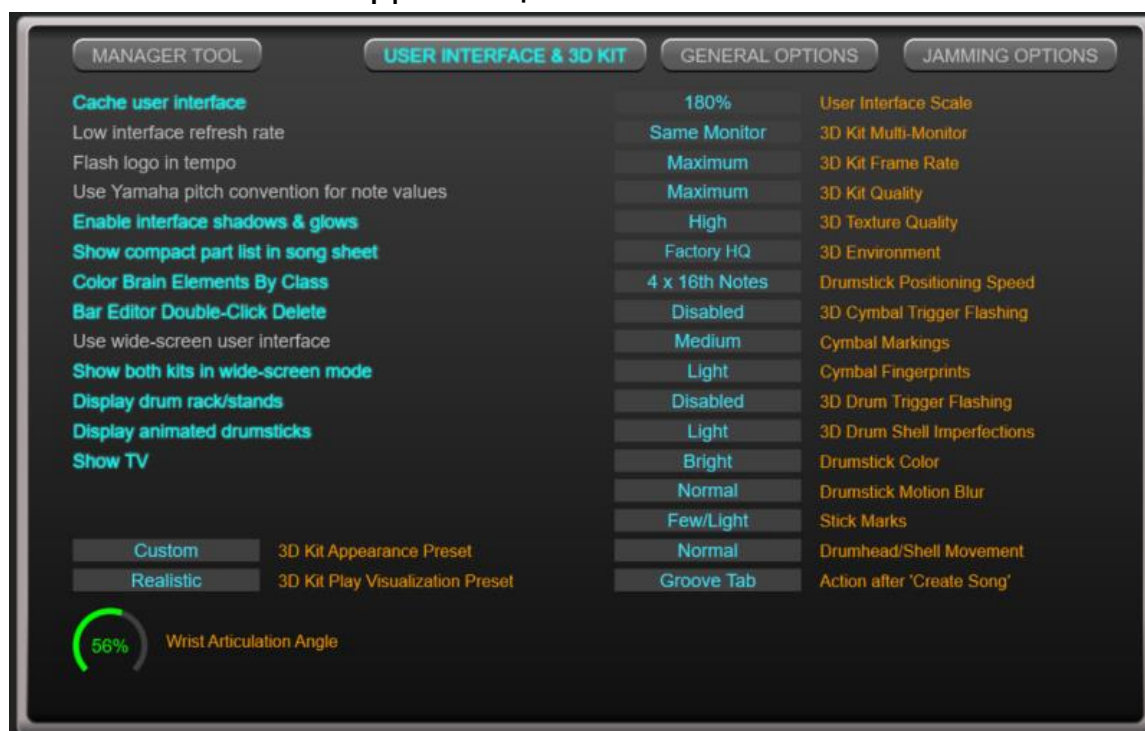 MANAGER TOOL USER INTERFACE & 3D KIT GENERAL OPTIONS JAMMING OPTIONS
Cache user interface 180% User Interface Scale
Low interface refresh rate Same Monitor 3D Kit Multi-Monitor
Flash logo in tempo Maximum 3D Kit Frame Rate
Use Yamaha pitch convention for note values Maximum 3D Kit Quality
Enable interface shadows & glows High 3D Texture Quality
Show compact part list in song sheet Factory HQ 3D Environment
Color Brain Elements By Class 4 x 16th Notes Drumstick Positioning Speed
Bar Editor Double-Click Delete Disabled 3D Cymbal Trigger Flashing
Use wide-screen user interface Medium Cymbal Markings
Show both kits in wide-screen mode Light Cymbal Fingerprints
Display drum rack/stands Disabled 3D Drum Trigger Flashing
Display animated drumsticks Light 3D Drum Shell Imperfections
Show TV Bright Drumstick Color
Normal Drumstick Motion Blur
Few/Light Stick Marks
Custom 3D Kit Appearance Preset Normal Drumhead/Shell Movement
Realistic 3D Kit Play Visualization Preset Groove Tab Action after 'Create Song'
56% Wrist Articulation Angle